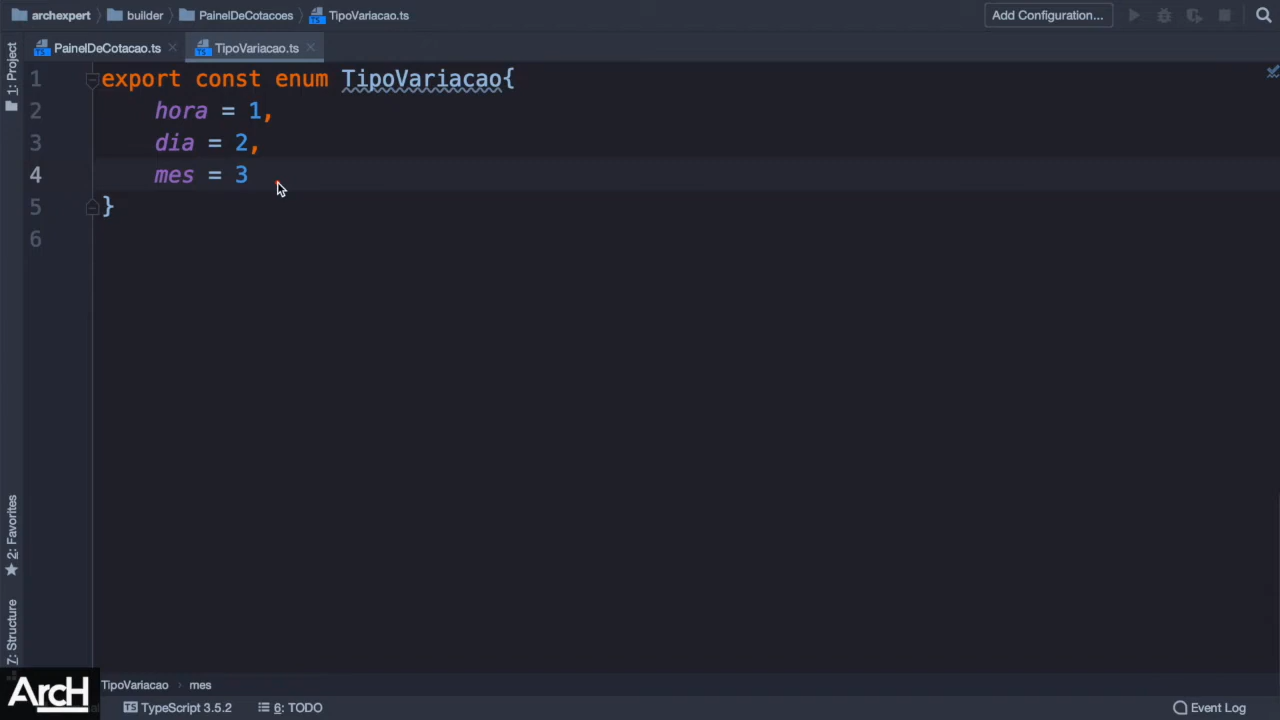 archexpert builder PainelDeCotacoes TipoVariacao.ts Add Configuration...
PainelDeCotacao.ts TipoVariacao.ts
1: Project
1 export const enum TipoVariacao{
2 hora = 1,
3 dia = 2,
4 mes = 3
5 }
6
2: Favorites
7: Structure
TipoVariacao mes
ArcH
TypeScript 3.5.2 6: TODO Event Log